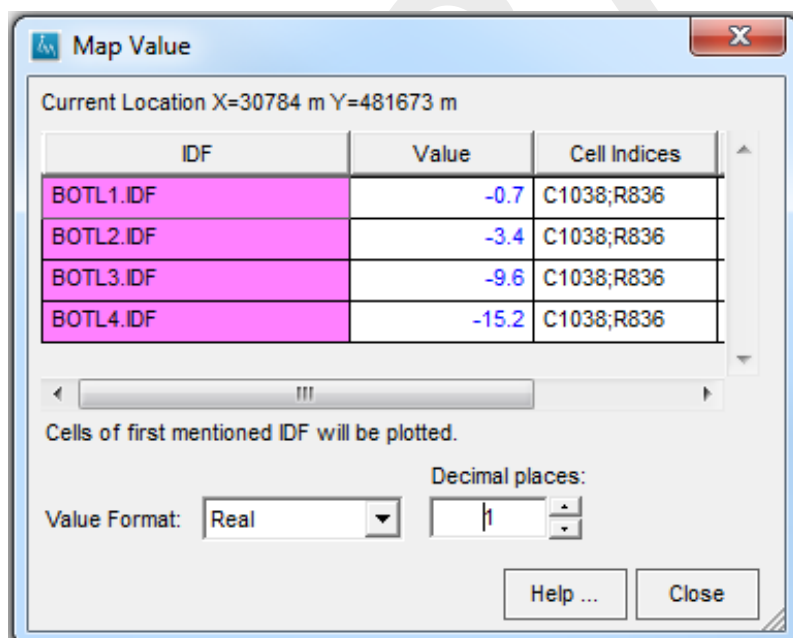 Map Value
Current Location X=30784 m Y=481673 m
IDF Value Cell Indices
BOTL1.IDF -0.7 C1038;R836
BOTL2.IDF -3.4 C1038;R836
BOTL3.IDF -9.6 C1038;R836
BOTL4.IDF -15.2 C1038;R836
Cells of first mentioned IDF will be plotted.
Decimal places:
Value Format: Real 1
Help ... Close